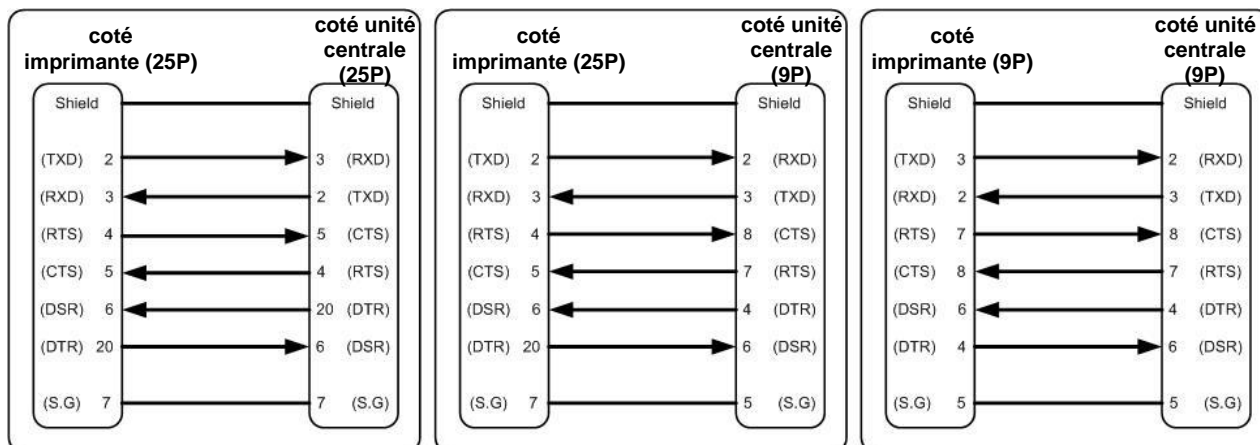 coté
imprimante (25P)
coté unité
centrale
(25P)
Shield Shield
(TXD) 2 3 (RXD)
(RXD) 3 2 (TXD)
(RTS) 4 5 (CTS)
(CTS) 5 4 (RTS)
(DSR) 6 20 (DTR)
(DTR) 20 6 (DSR)
(S.G) 7 7 (S.G)
coté
imprimante (25P)
coté unité
centrale
(9P)
Shield Shield
(TXD) 2 2 (RXD)
(RXD) 3 3 (TXD)
(RTS) 4 8 (CTS)
(CTS) 5 7 (RTS)
(DSR) 6 4 (DTR)
(DTR) 20 6 (DSR)
(S.G) 7 5 (S.G)
coté
imprimante (9P)
coté unité
centrale
(9P)
Shield Shield
(TXD) 3 2 (RXD)
(RXD) 2 3 (TXD)
(RTS) 7 8 (CTS)
(CTS) 8 7 (RTS)
(DSR) 6 4 (DTR)
(DTR) 4 6 (DSR)
(S.G) 5 5 (S.G)